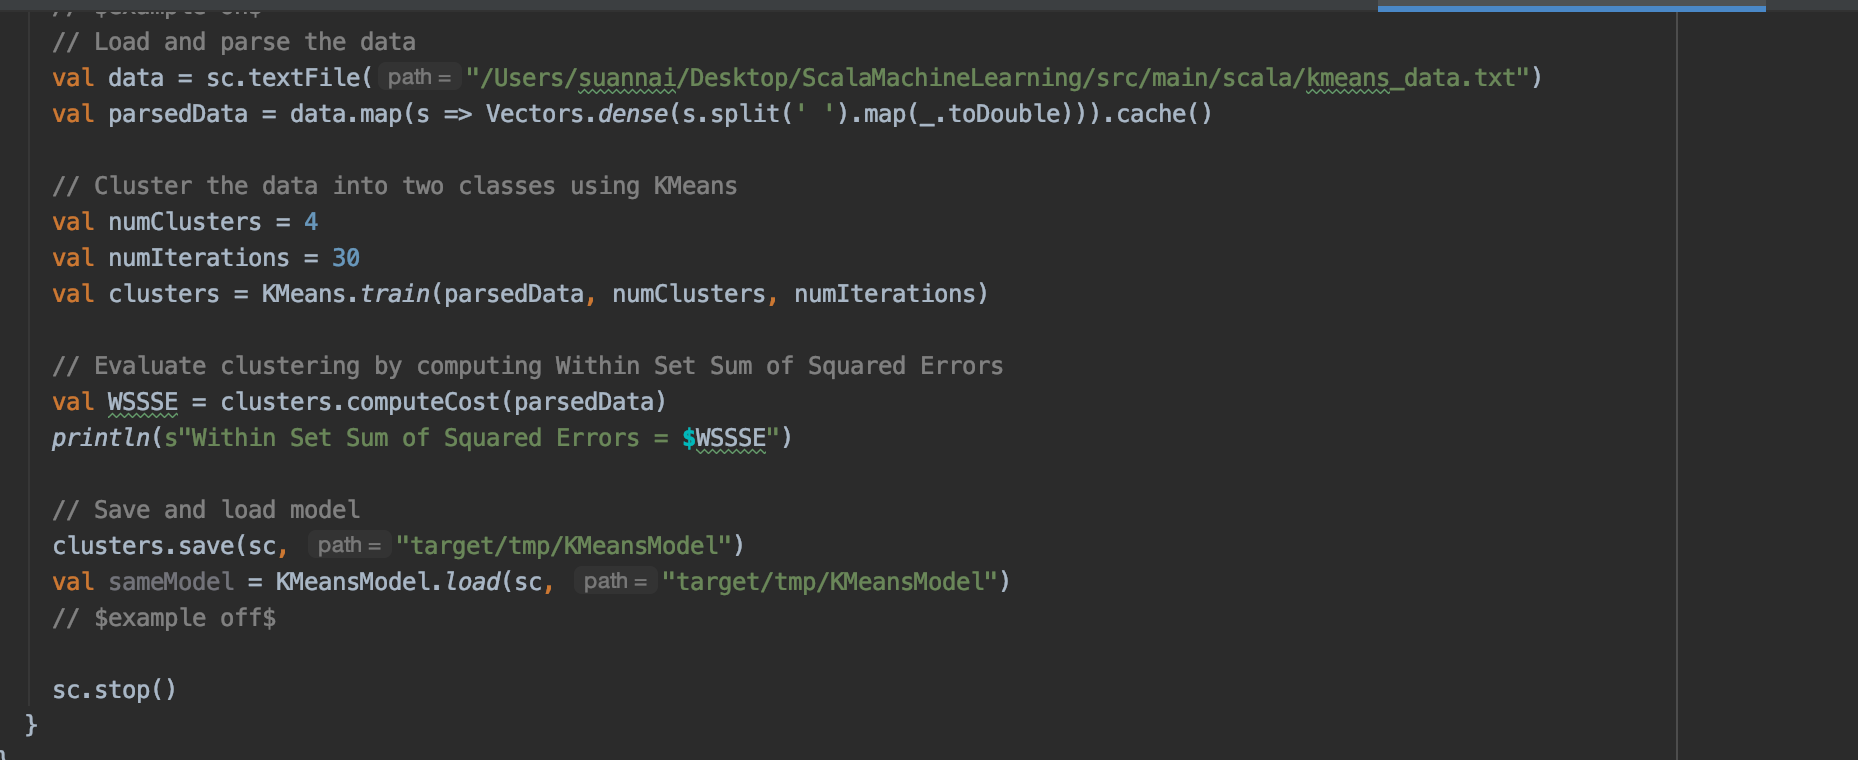 // $example on$
// Load and parse the data
val data = sc.textFile( path = "/Users/suannai/Desktop/ScalaMachineLearning/src/main/scala/kmeans_data.txt")
val parsedData = data.map(s => Vectors.dense(s.split(' ').map(_.toDouble))).cache()
// Cluster the data into two classes using KMeans
val numClusters = 4
val numIterations = 30
val clusters = KMeans.train(parsedData, numClusters, numIterations)
// Evaluate clustering by computing Within Set Sum of Squared Errors
val WSSSE = clusters.computeCost(parsedData)
println(s"Within Set Sum of Squared Errors = $WSSSE")
// Save and load model
clusters.save(sc, path = "target/tmp/KMeansModel")
val sameModel = KMeansModel.load(sc, path = "target/tmp/KMeansModel")
// $example off$
sc.stop()
}
}